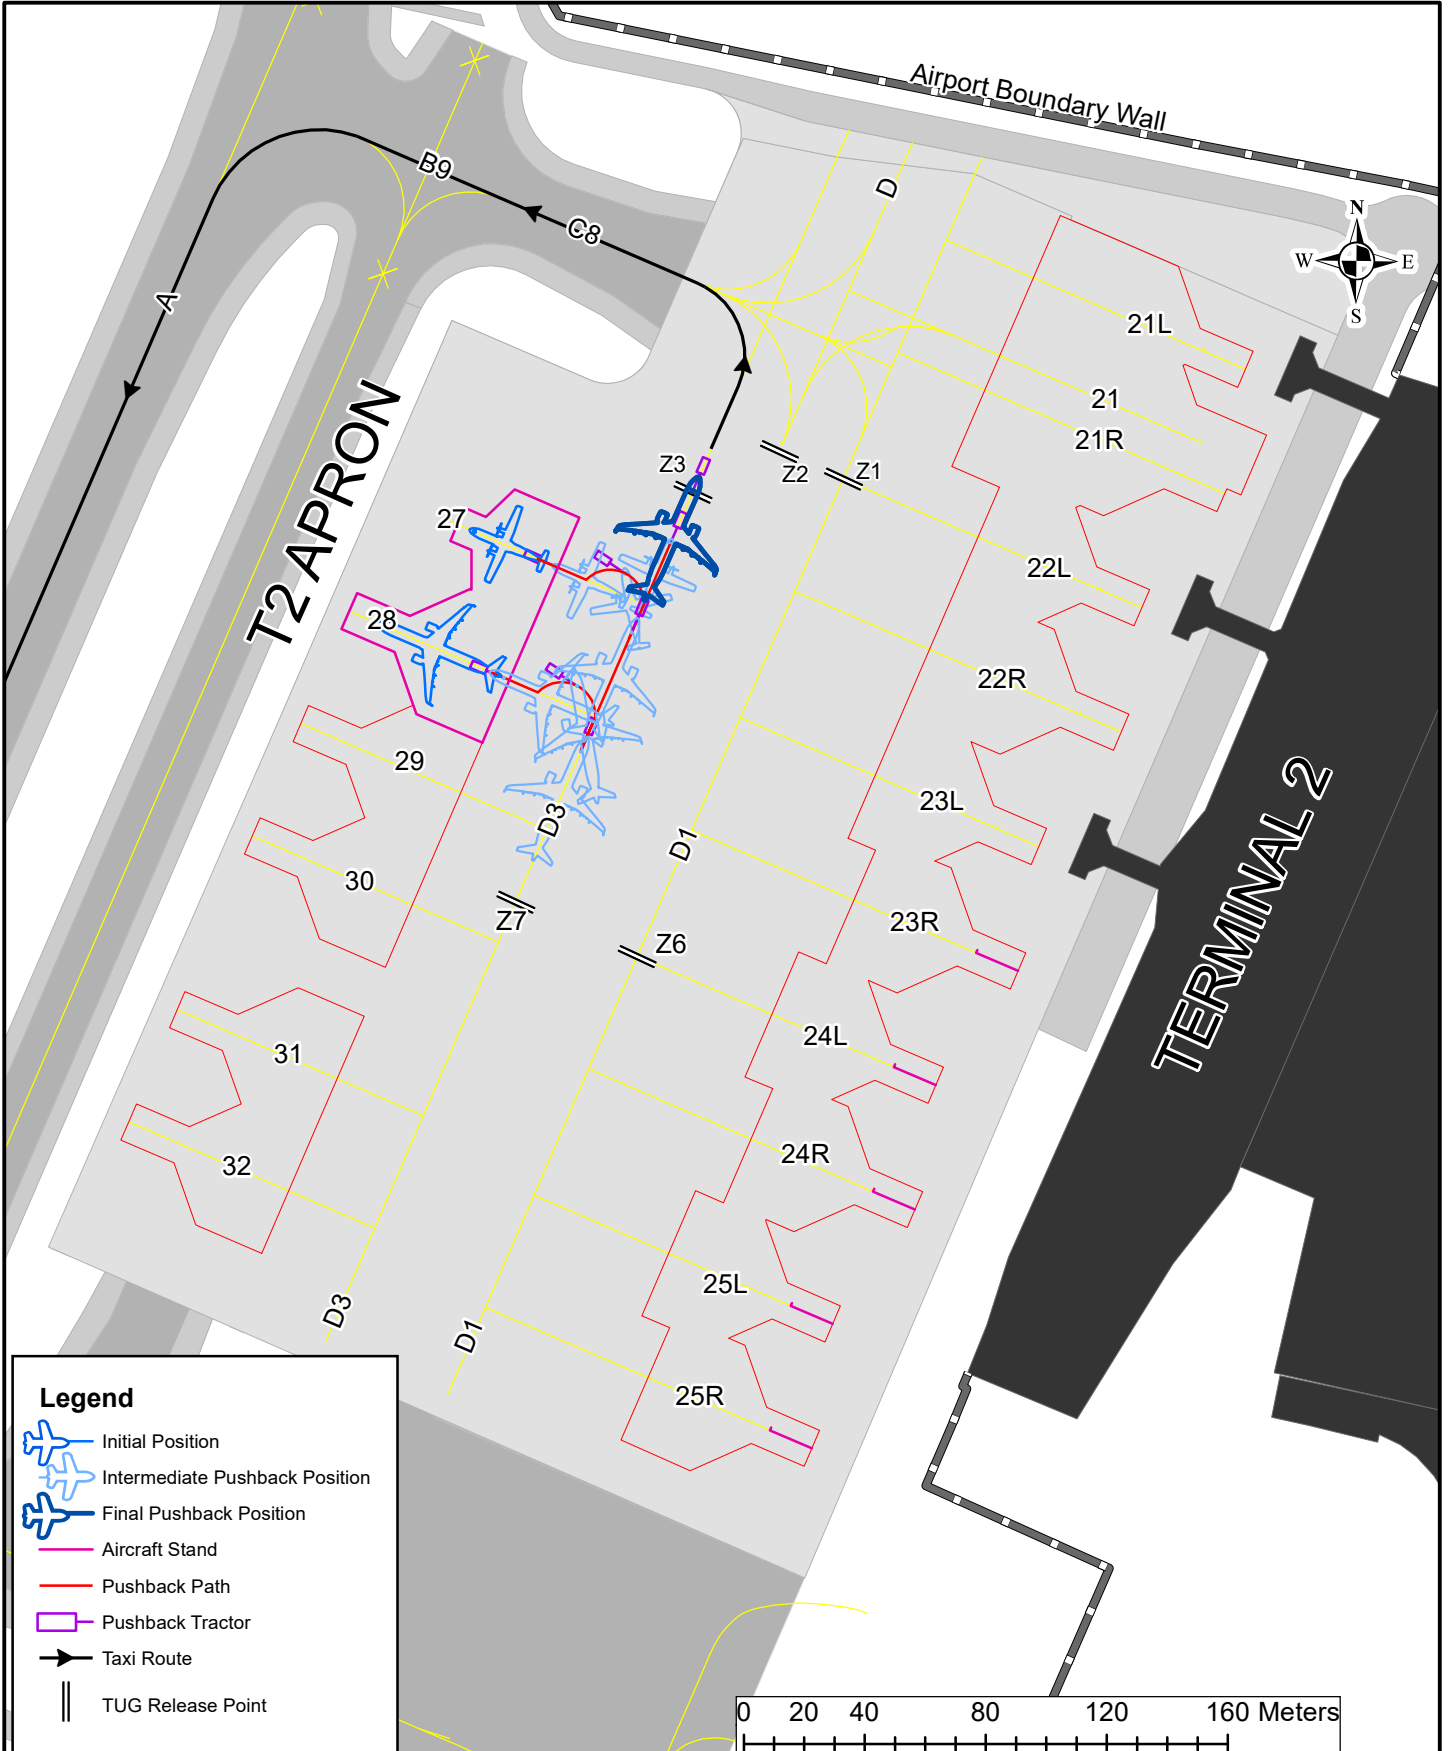 Airport Boundary Wall
D
B9
C8
N
W E
S
A
21L
21
21R
T2 APRON
Z3
Z2
Z1
27
22L
28
22R
29
23L
D3
D1
30
Z7
23R
Z6
TERMINAL 2
24L
31
24R
32
25L
D3
D1
25R
Legend
Initial Position
Intermediate Pushback Position
Final Pushback Position
Aircraft Stand
Pushback Path
Pushback Tractor
Taxi Route
TUG Release Point
0 20 40 80 120 160 Meters